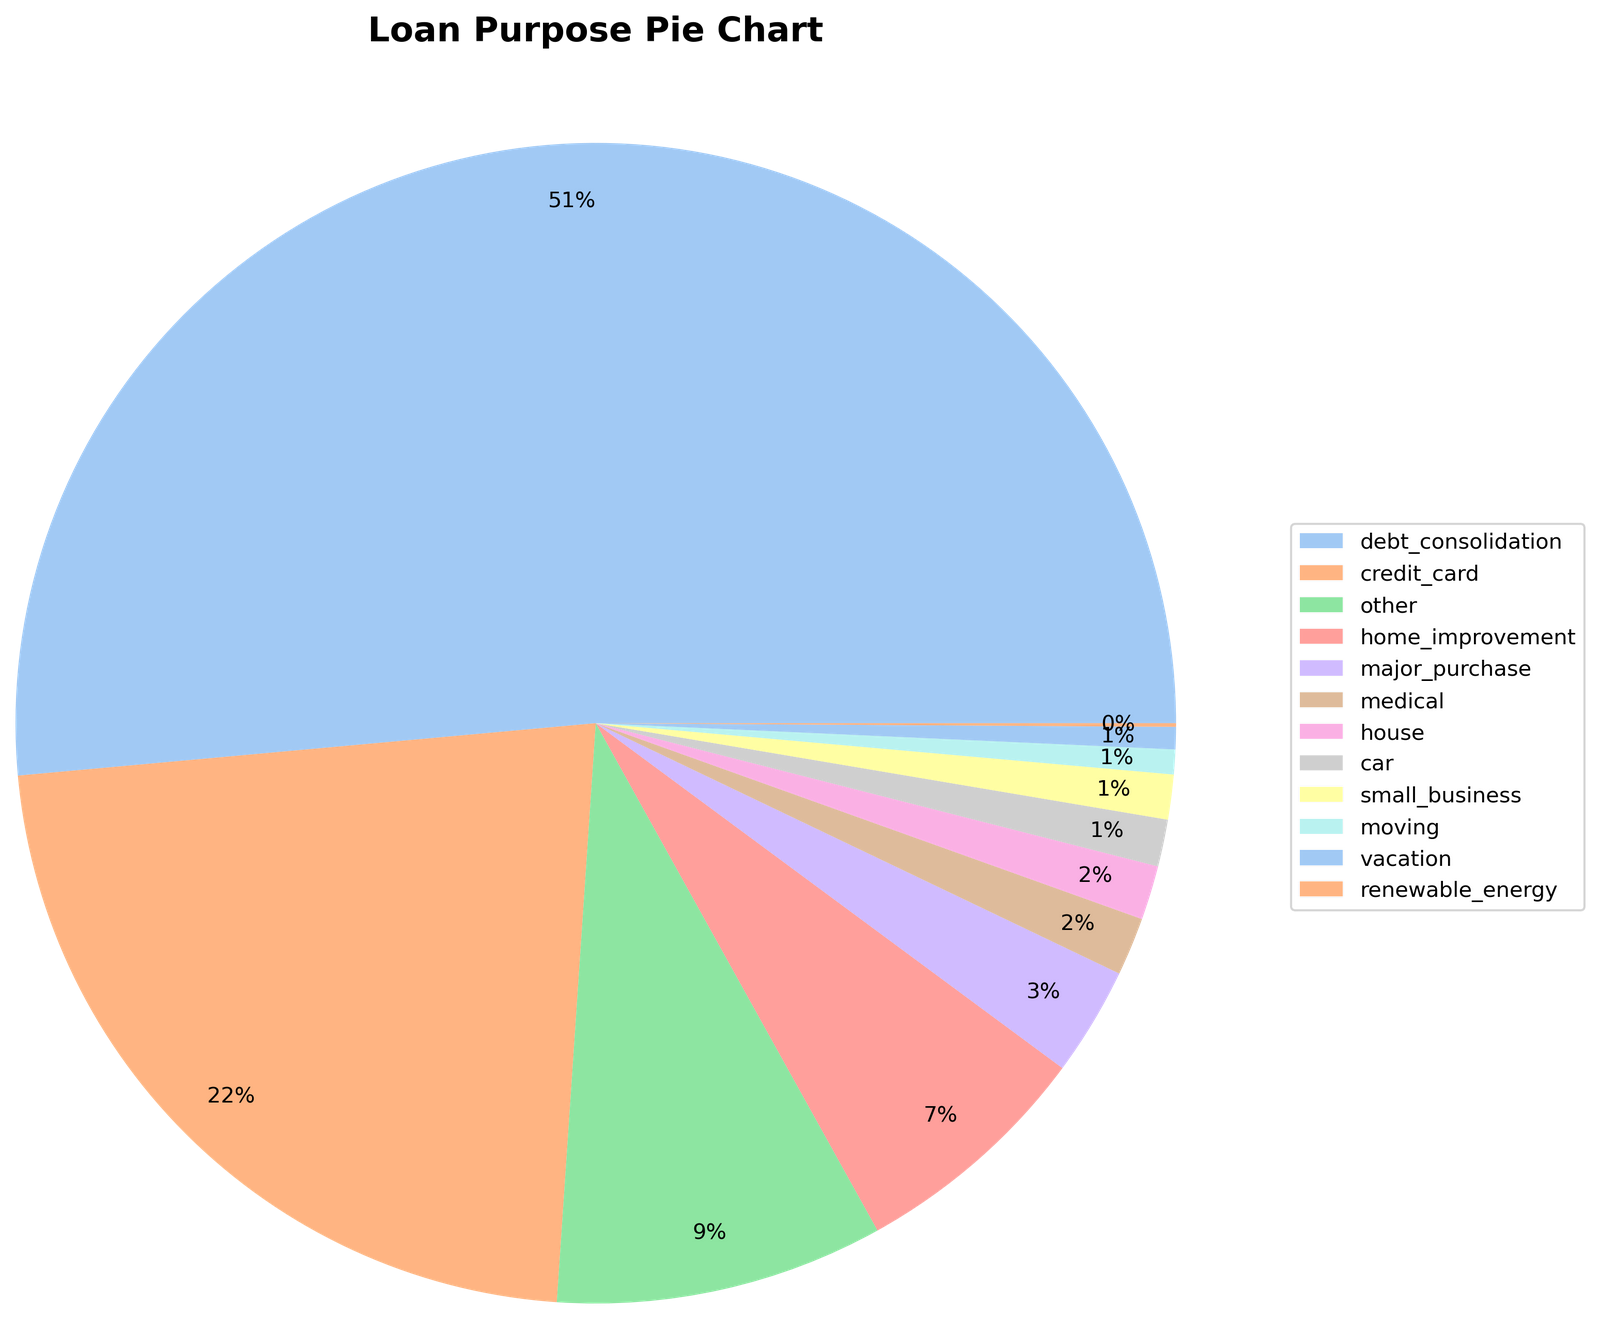 Loan Purpose Pie Chart
51%
0%
1%
1%
1%
1%
2%
2%
3%
7%
22%
9%
debt_consolidation
credit_card
other
home_improvement
major_purchase
medical
house
car
small_business
moving
vacation
renewable_energy